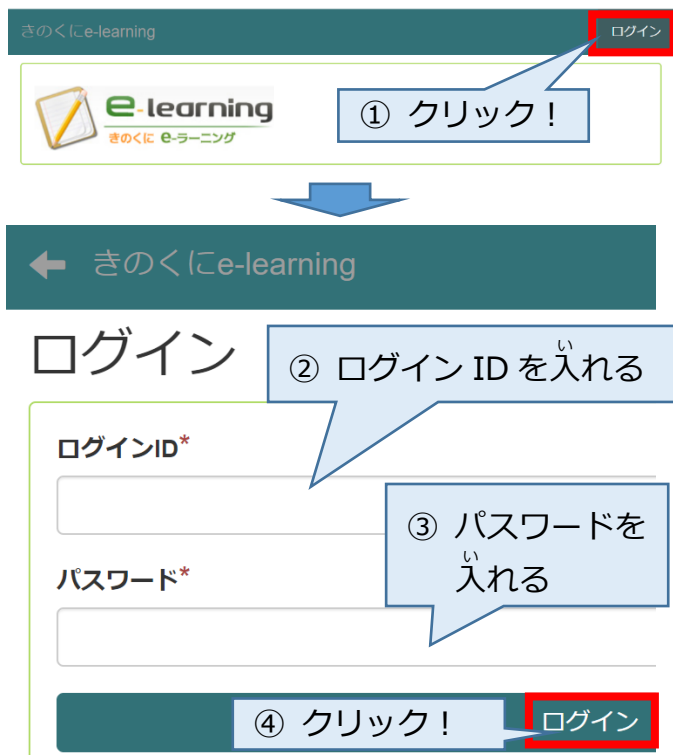 きのくにe-learning ログイン
e-learning
きのくに e-ラーニング
① クリック！
きのくにe-learning
ログイン
② ログイン ID を入れる
い
ログインID*
③ パスワードを
い
入れる
パスワード*
④ クリック！
ログイン